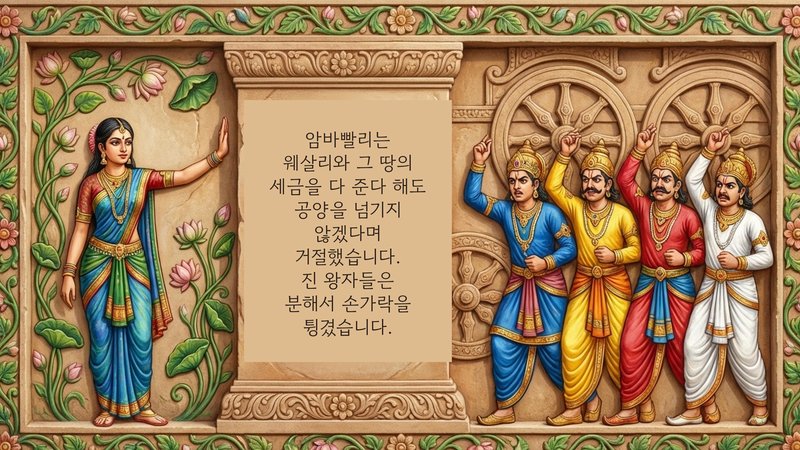 암바빨리는
웨살리와 그 땅의
세금을 다 준다 해도
공양을 넘기지
않겠다며
거절했습니다.
진 왕자들은
분해서 손가락을
튕겼습니다.